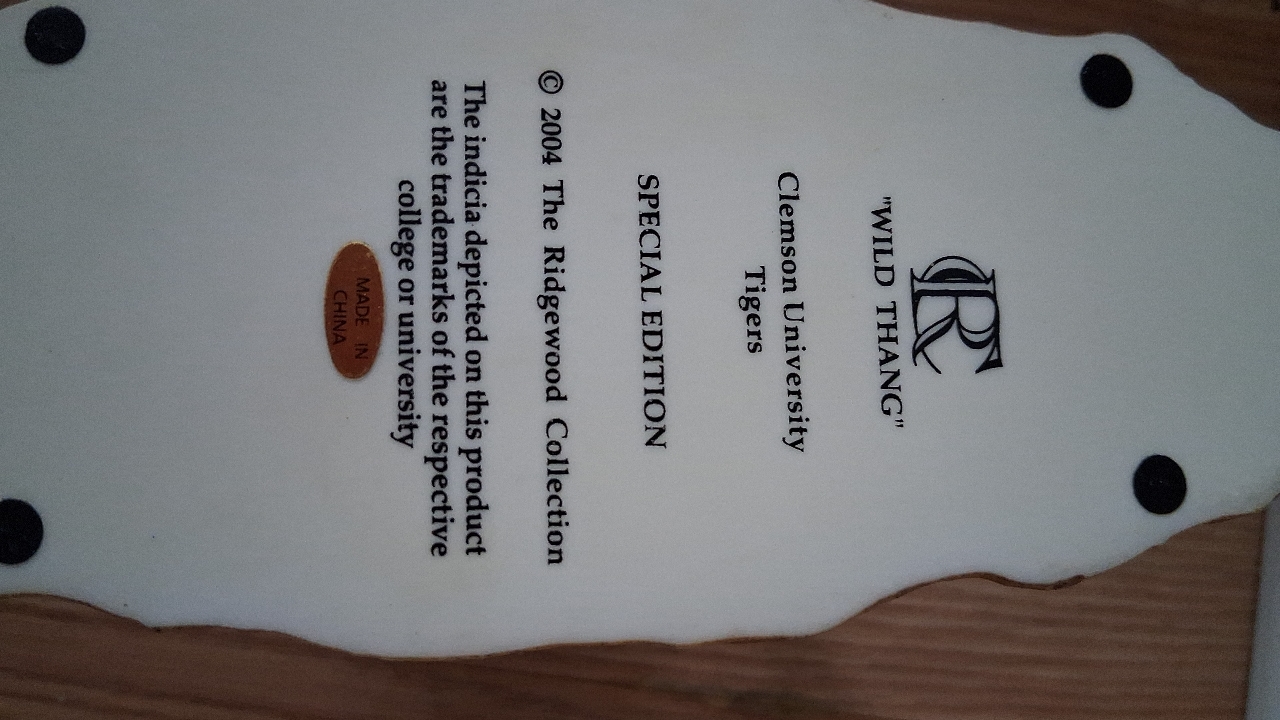 RC
"WILD THANG"
Clemson University
Tigers
SPECIAL EDITION
© 2004 The Ridgewood Collection
The indicia depicted on this product
are the trademarks of the respective
college or university
MADE IN
CHINA